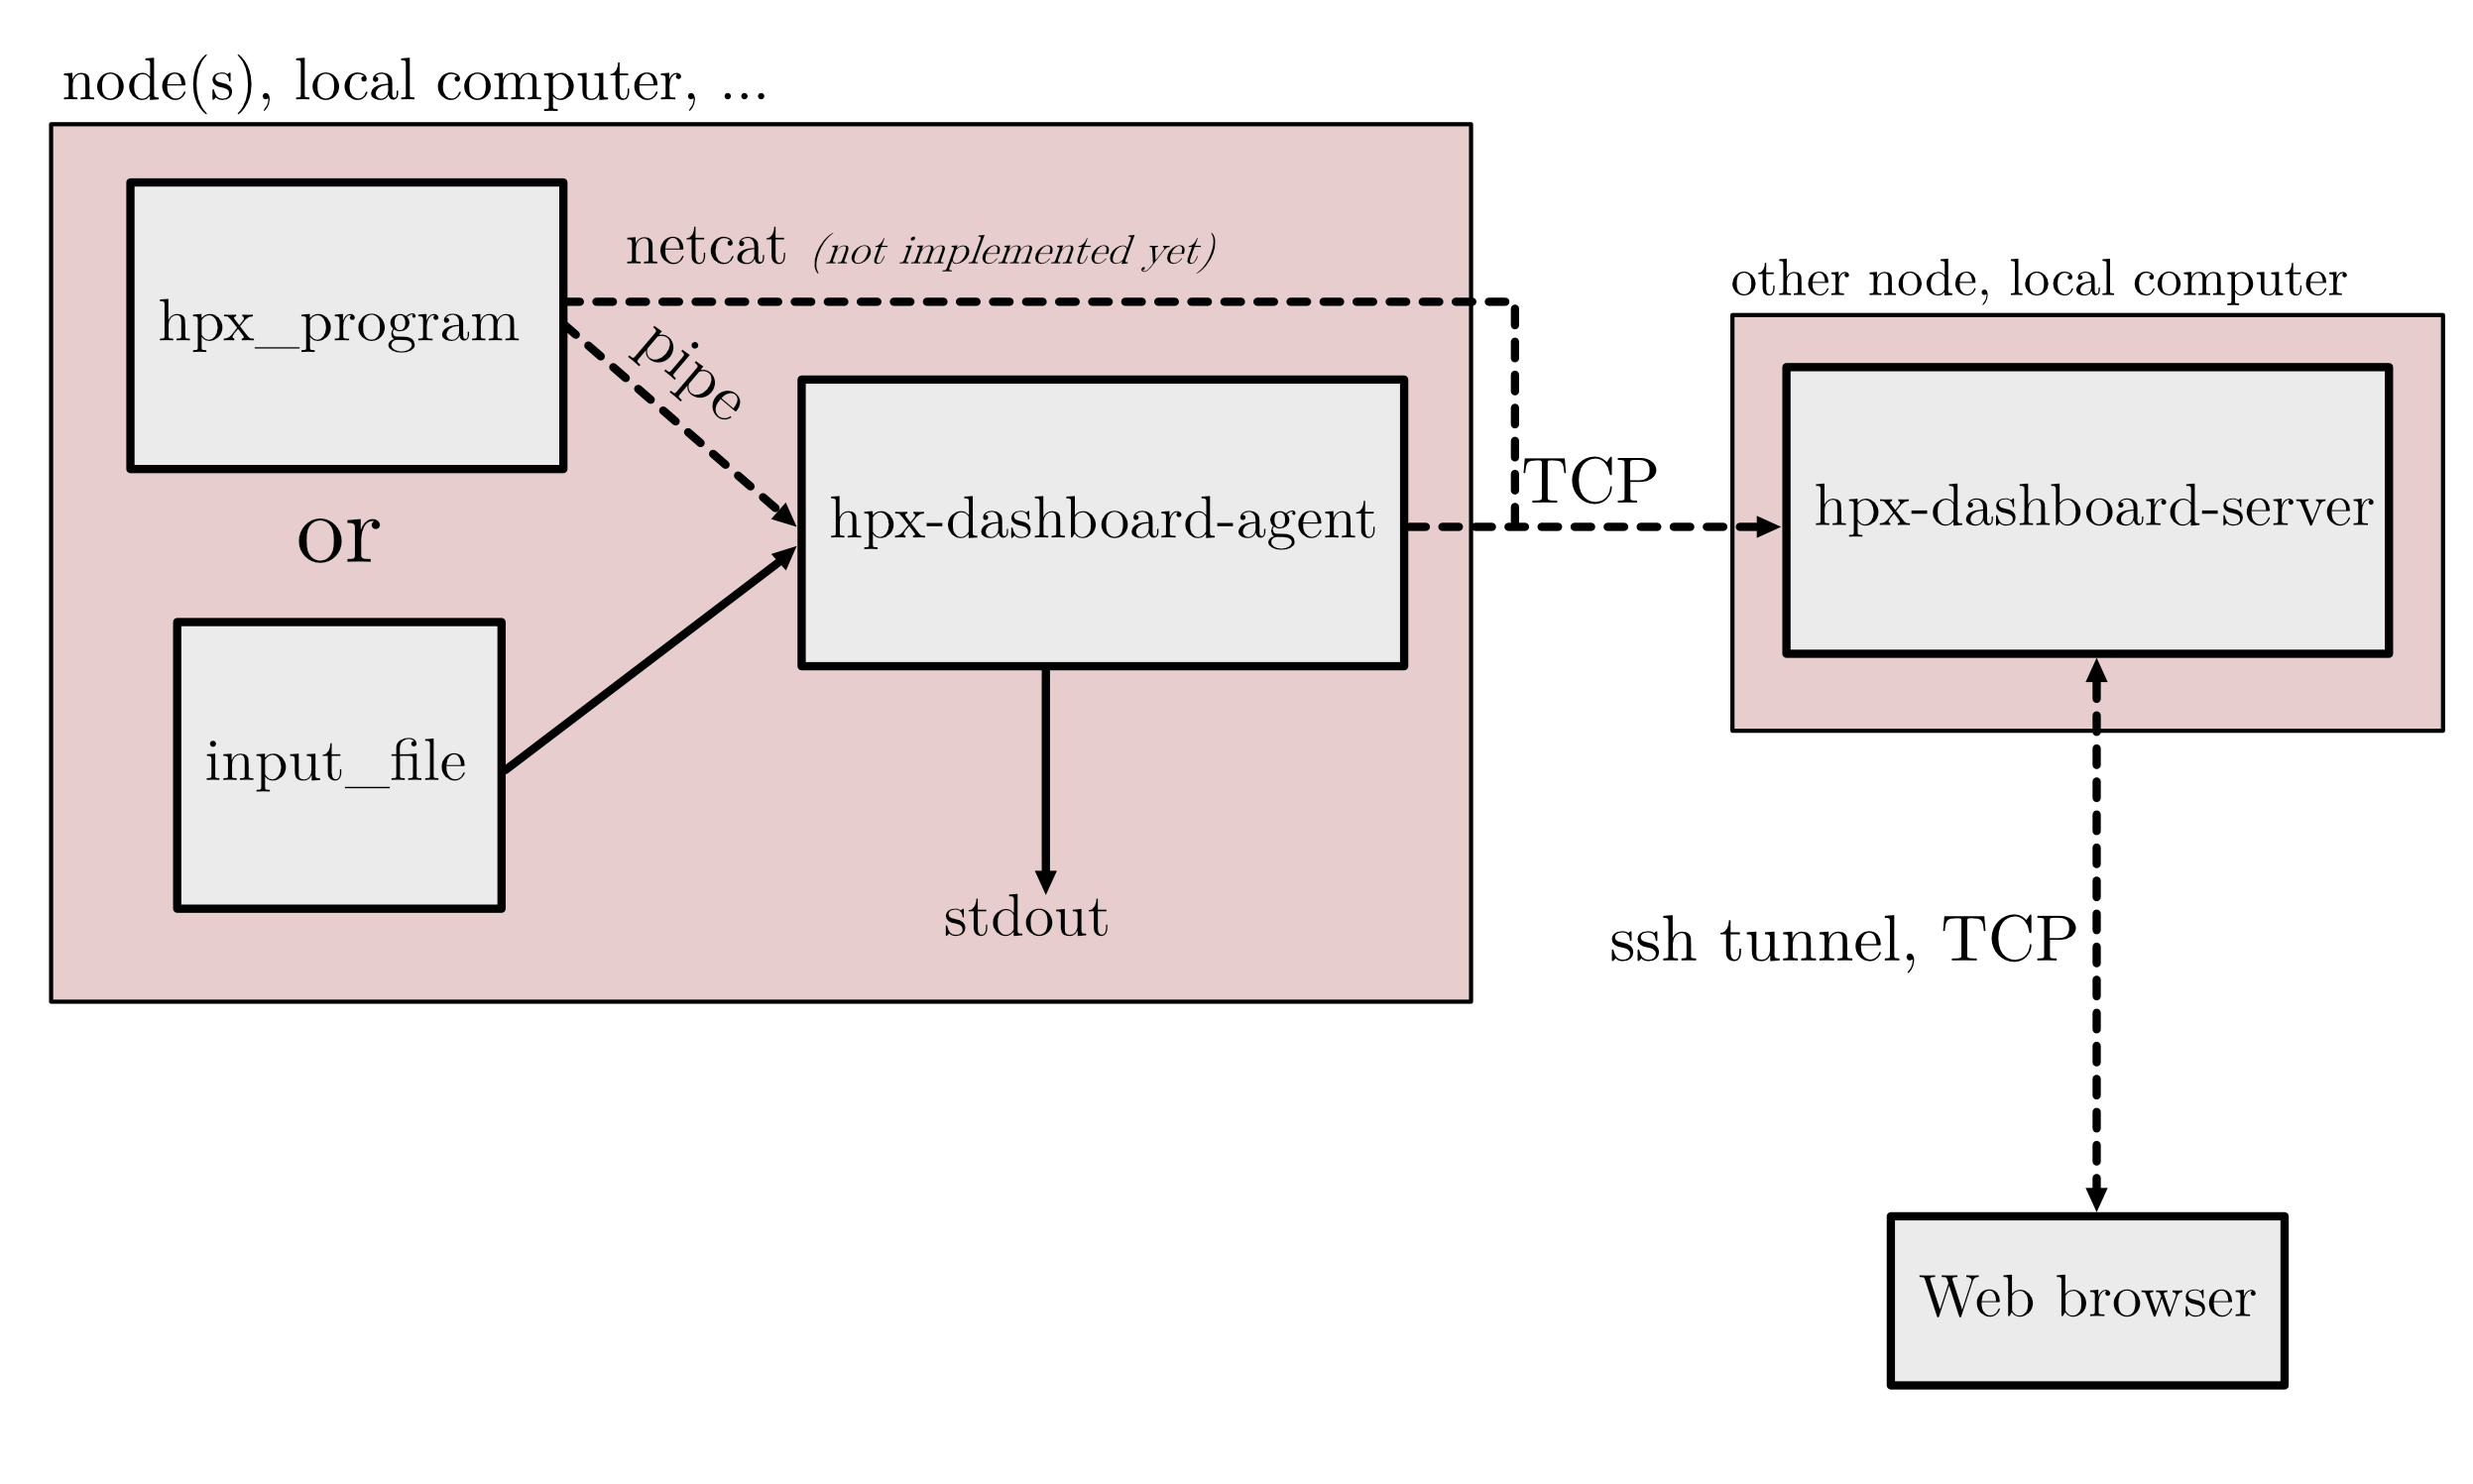 node(s), local computer, ...
netcat (not implemented yet)
other node, local computer
hpx_program
pipe
TCP
hpx-dashboard-agent
hpx-dashboard-server
or
input_file
stdout
ssh tunnel, TCP
Web browser